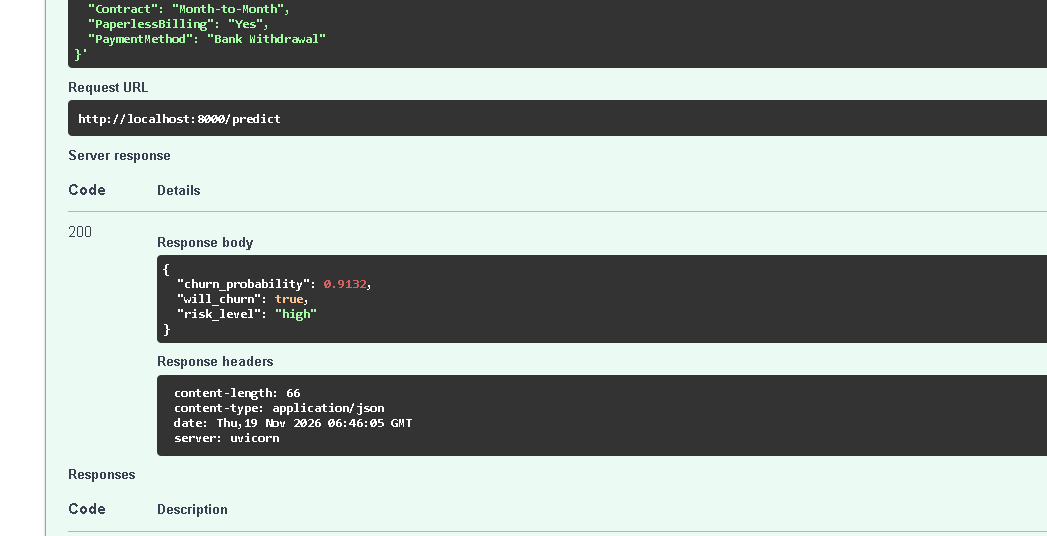 "Contract": "Month-to-Month",
"PaperlessBilling": "Yes",
"PaymentMethod": "Bank Withdrawal"
}'
Request URL
http://localhost:8000/predict
Server response
Code Details
200
Response body
{
"churn_probability": 0.9132,
"will_churn": true,
"risk_level": "high"
}
Response headers
content-length: 66
content-type: application/json
date: Thu,19 Nov 2026 06:46:05 GMT
server: uvicorn
Responses
Code Description